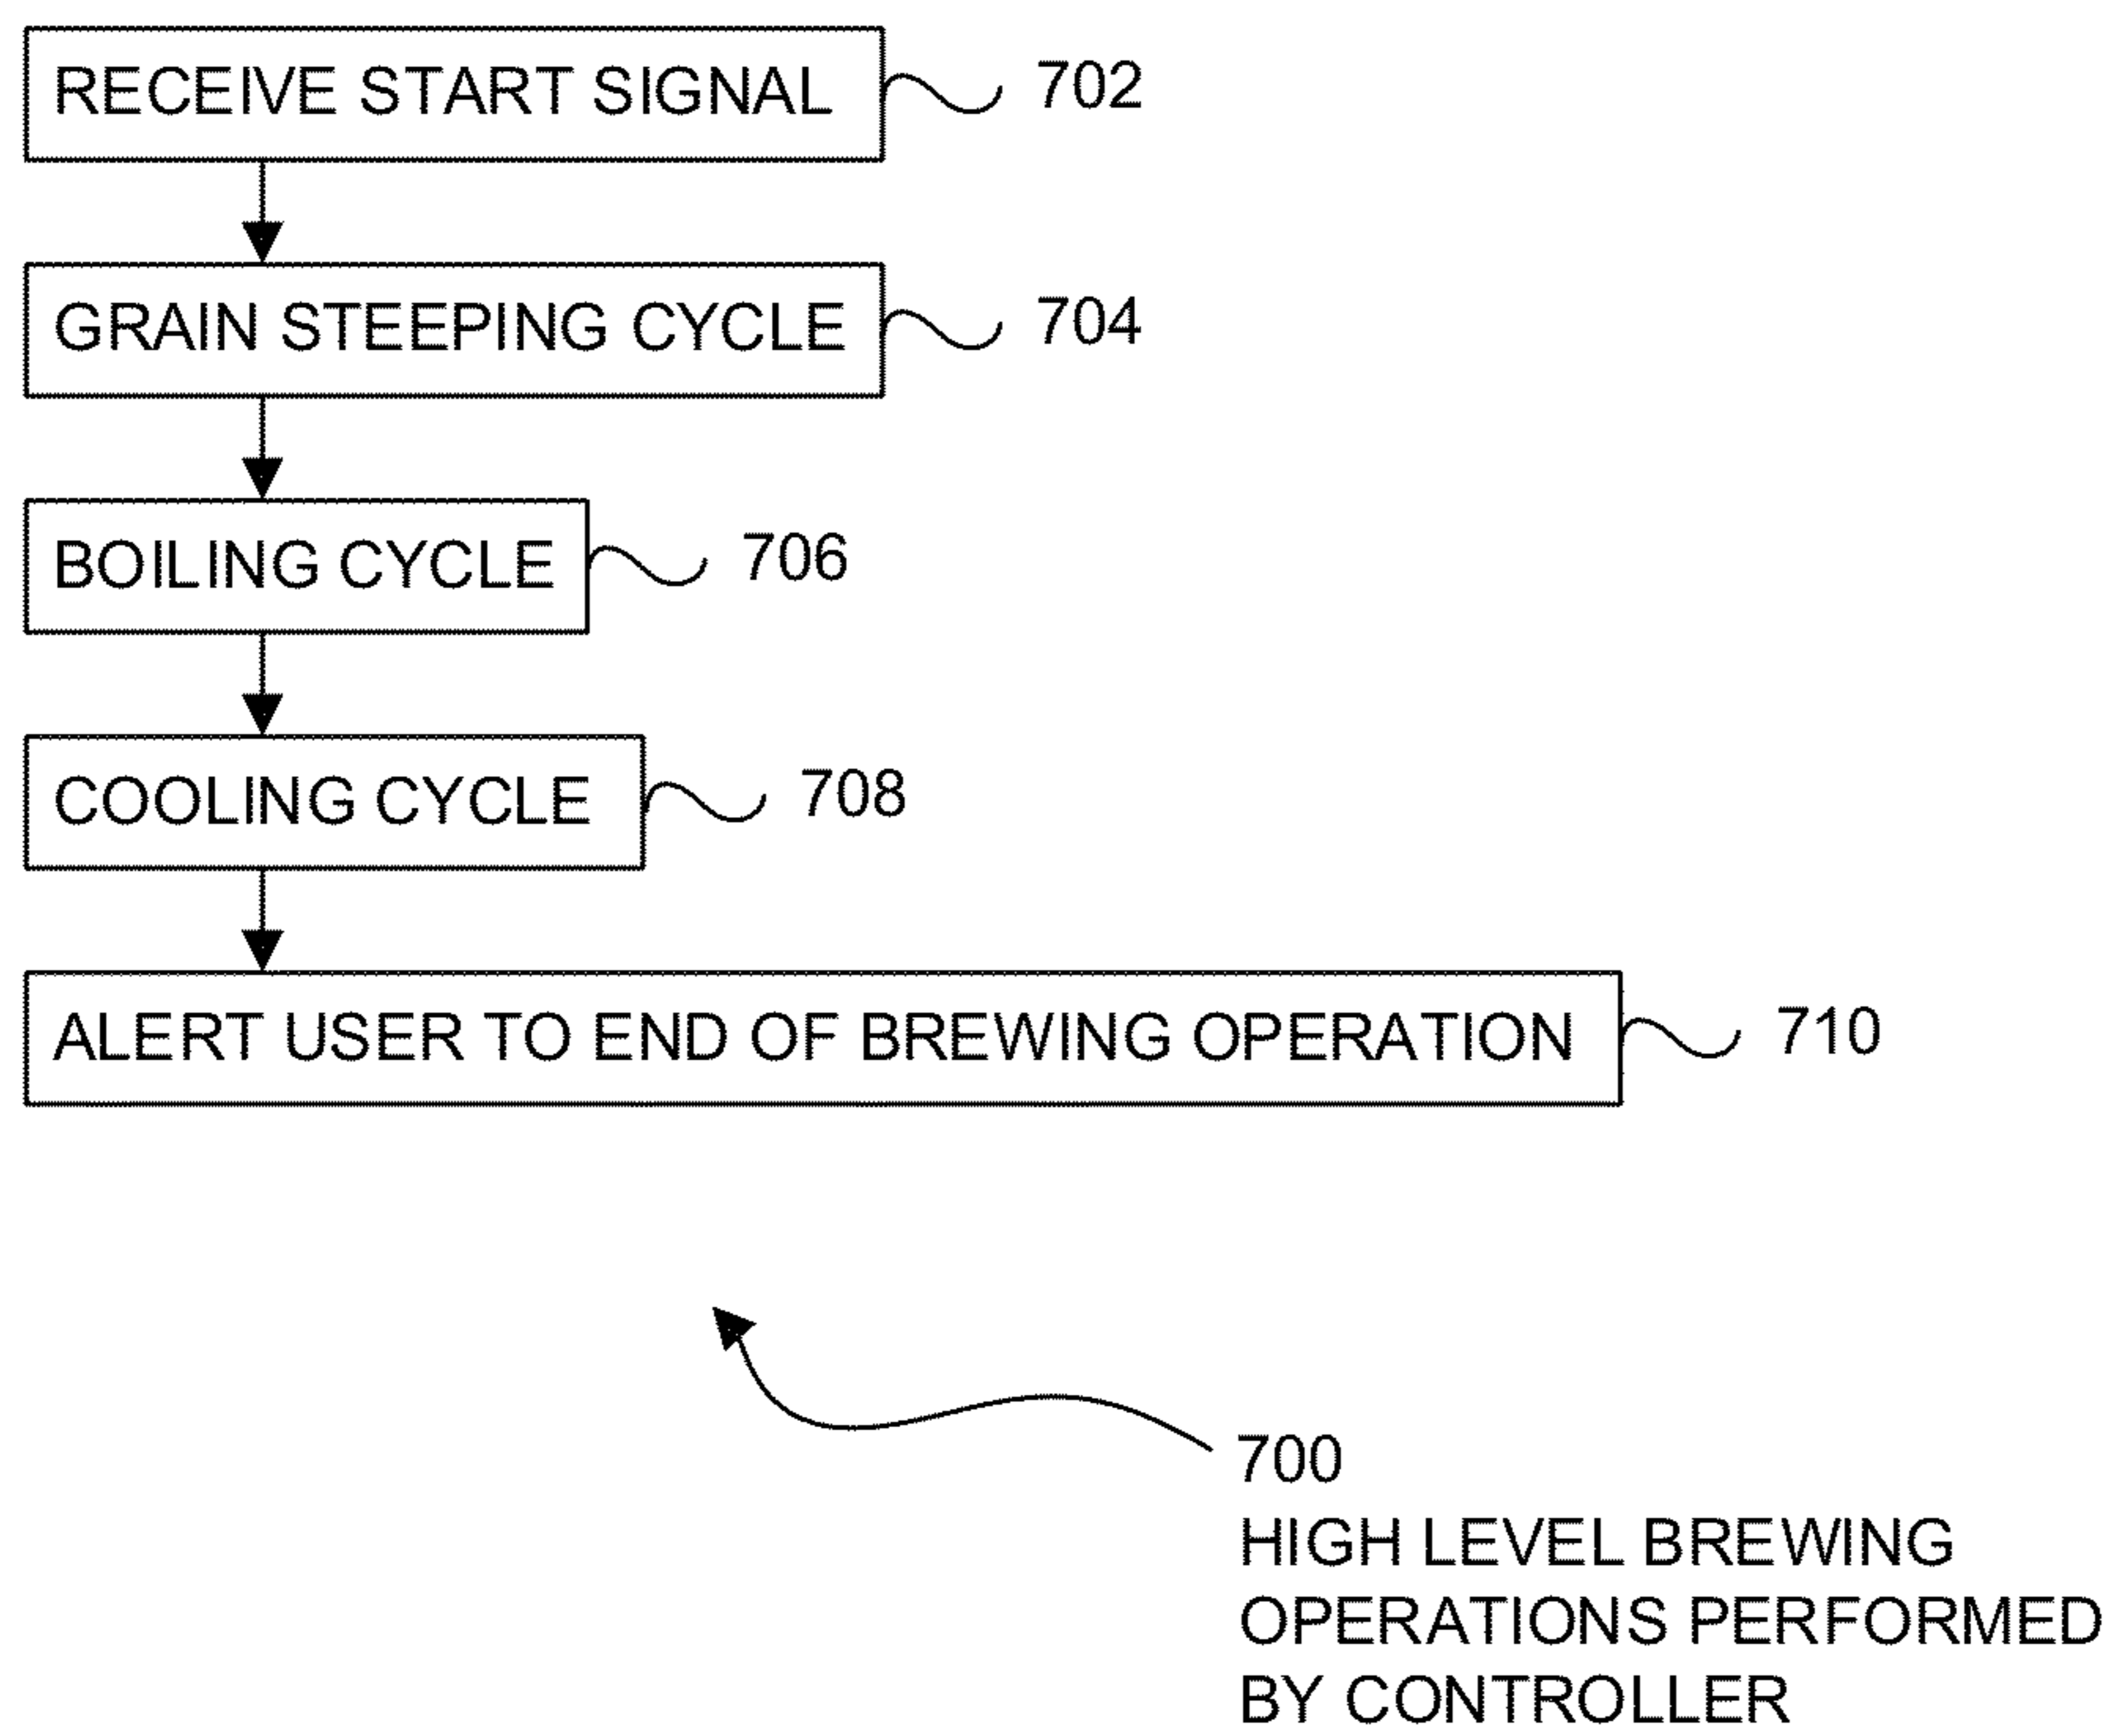 RECEIVE START SIGNAL 702
GRAIN STEEPING CYCLE 704
BOILING CYCLE 706
COOLING CYCLE 708
ALERT USER TO END OF BREWING OPERATION 710
700
HIGH LEVEL BREWING
OPERATIONS PERFORMED
BY CONTROLLER